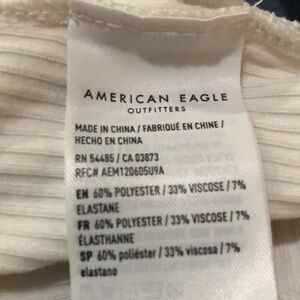 AMERICAN EAGLE
OUTFITTERS
MADE IN CHINA / FABRIQUÉ EN CHINE /
HECHO EN CHINA
RN 54485 / CA 03873
RFC# AEM120605U9A
EN 60% POLYESTER / 33% VISCOSE / 7%
ELASTANE
FR 60% POLYESTER / 33% VISCOSE / 7%
ÉLASTHANNE
SP 60% poliéster / 33% viscosa / 7%
elastano